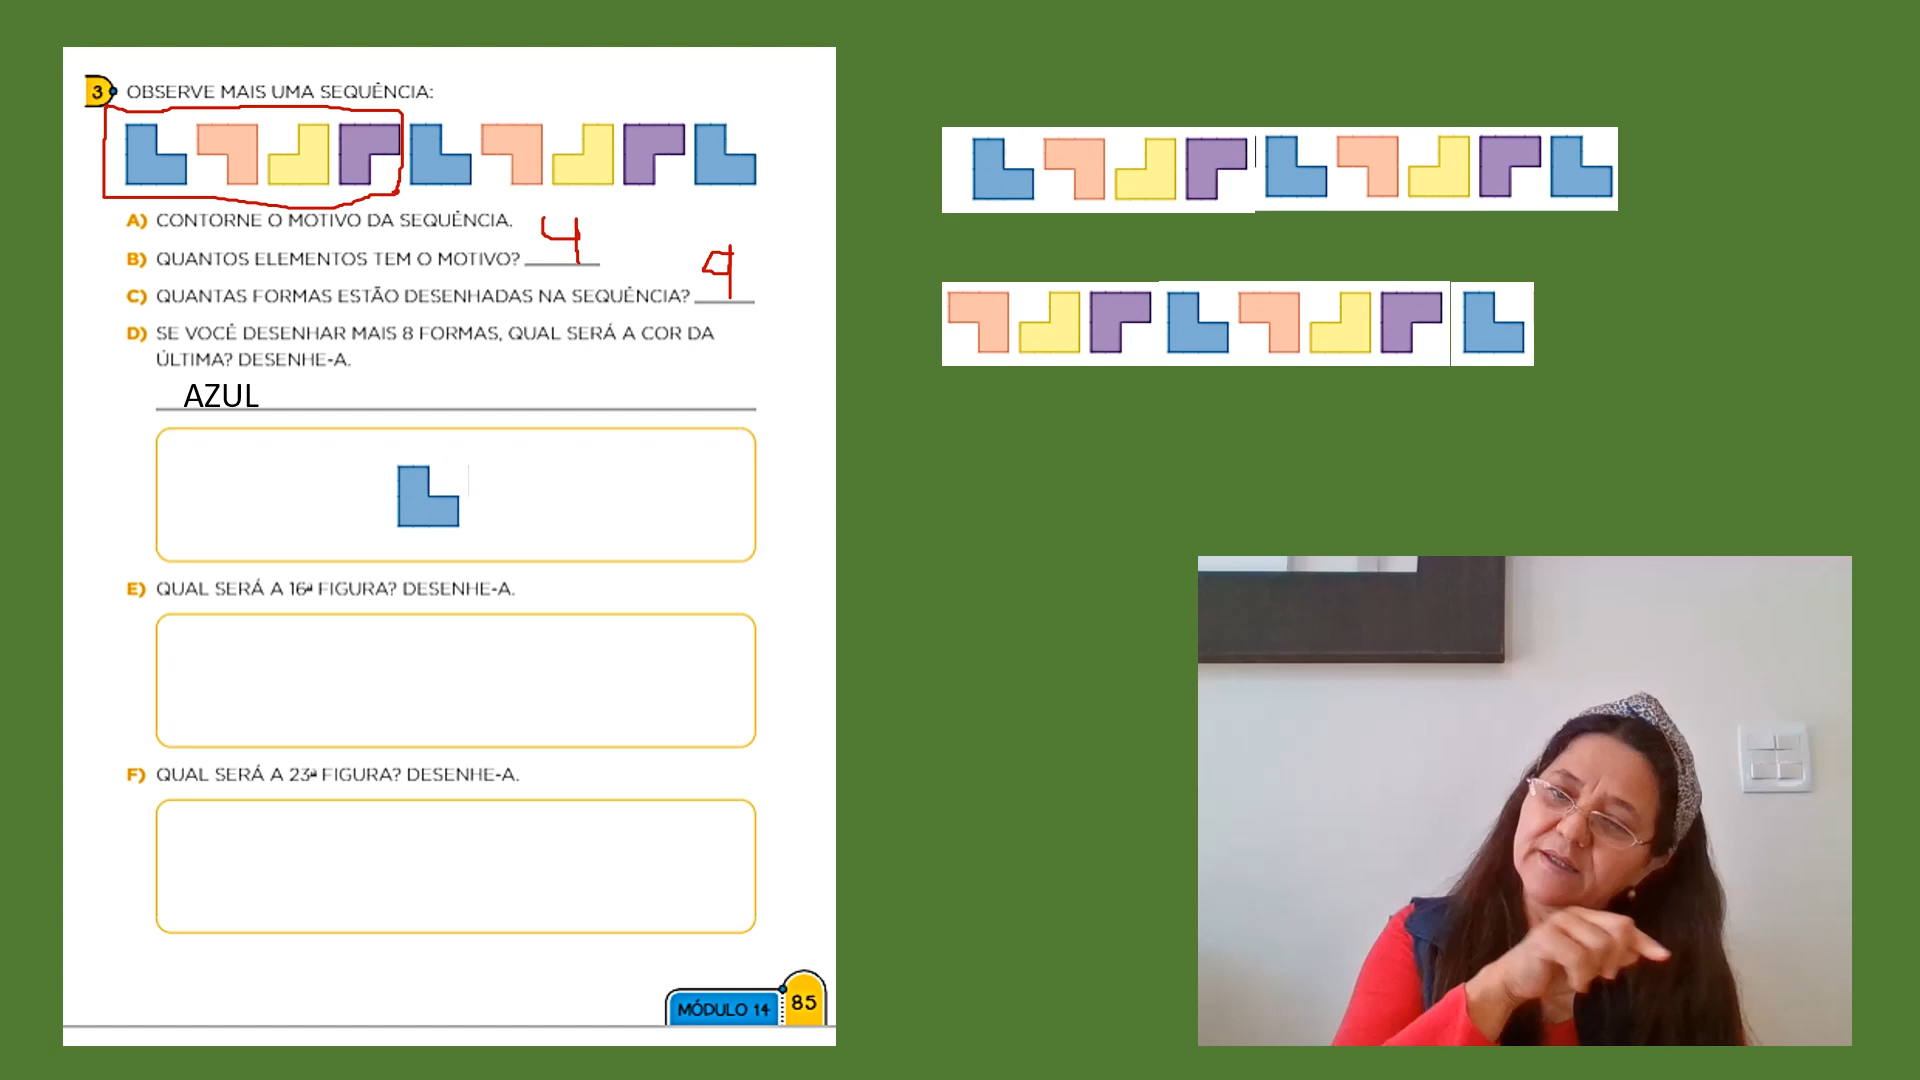 3 OBSERVE MAIS UMA SEQUÊNCIA:
A) CONTORNE O MOTIVO DA SEQUÊNCIA.
B) QUANTOS ELEMENTOS TEM O MOTIVO? 4
C) QUANTAS FORMAS ESTÃO DESENHADAS NA SEQUÊNCIA? 9
D) SE VOCÊ DESENHAR MAIS 8 FORMAS, QUAL SERÁ A COR DA
ÚLTIMA? DESENHE-A.
AZUL
E) QUAL SERÁ A 16ª FIGURA? DESENHE-A.
F) QUAL SERÁ A 23ª FIGURA? DESENHE-A.
MÓDULO 14 85